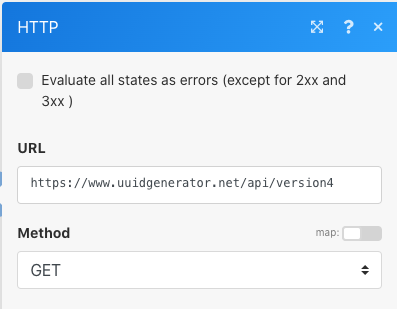 HTTP ? ×
Evaluate all states as errors (except for 2xx and
3xx )
URL
https://www.uuidgenerator.net/api/version4
Method map:
GET